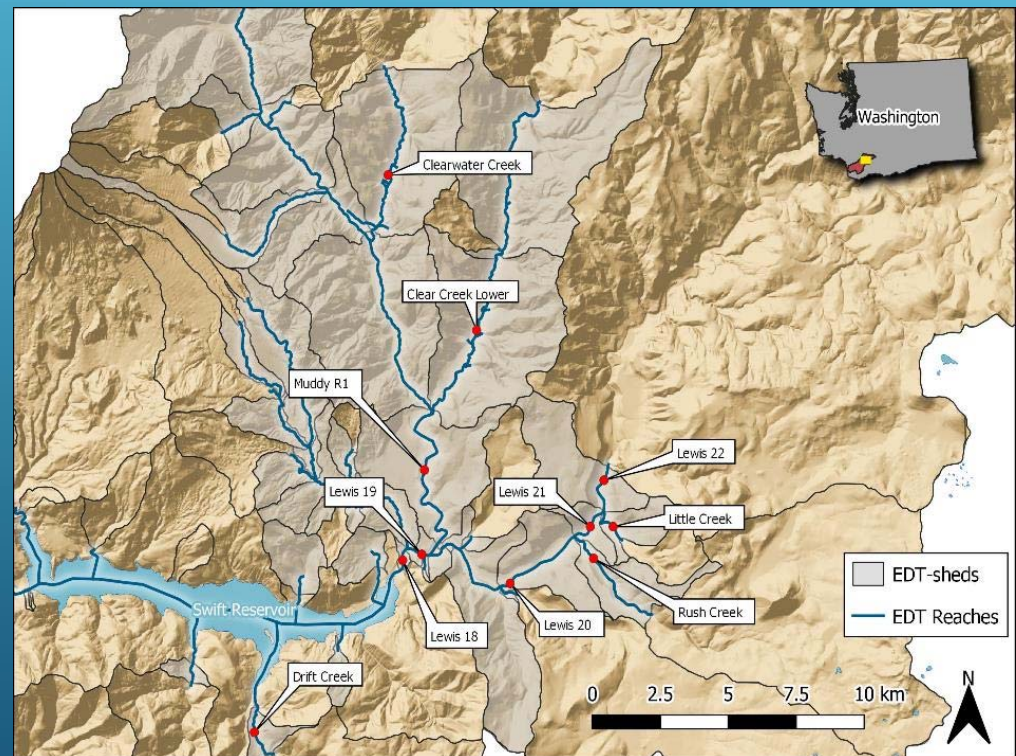 Washington
Clearwater Creek
Clear Creek Lower
Muddy R1
Lewis 22
Lewis 19
Lewis 21
Little Creek
EDT-sheds
EDT Reaches
Swift Reservoir
Lewis 18
Lewis 20
Rush Creek
Drift Creek
0 2.5 5 7.5 10 km
N